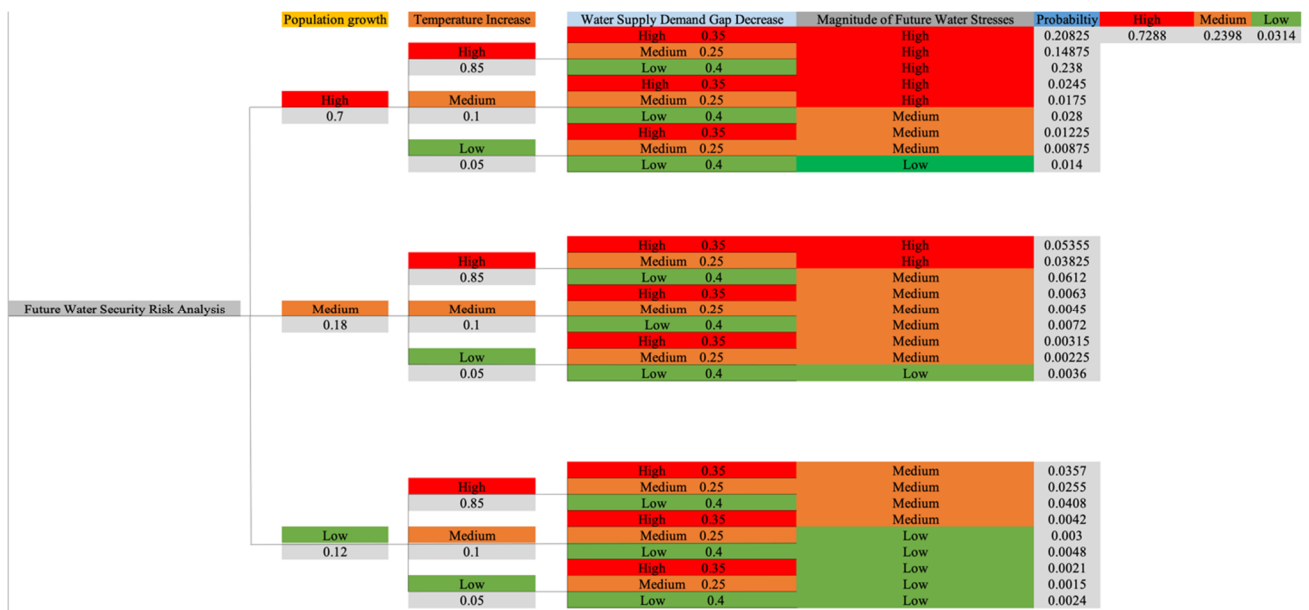 Population growth Temperature Increase Water Supply Demand Gap Decrease Magnitude of Future Water Stresses Probabiltiy High Medium Low
High 0.35 High 0.20825 0.7288 0.2398 0.0314
High Medium 0.25 High 0.14875
0.85 Low 0.4 High 0.238
High 0.35 High 0.0245
High Medium Medium 0.25 High 0.0175
0.7 0.1 Low 0.4 Medium 0.028
High 0.35 Medium 0.01225
Low Medium 0.25 Medium 0.00875
0.05 Low 0.4 Low 0.014
High 0.35 High 0.05355
High Medium 0.25 High 0.03825
0.85 Low 0.4 Medium 0.0612
High 0.35 Medium 0.0063
Future Water Security Risk Analysis Medium Medium Medium 0.25 Medium 0.0045
0.18 0.1 Low 0.4 Medium 0.0072
High 0.35 Medium 0.00315
Low Medium 0.25 Medium 0.00225
0.05 Low 0.4 Low 0.0036
High 0.35 Medium 0.0357
High Medium 0.25 Medium 0.0255
0.85 Low 0.4 Medium 0.0408
High 0.35 Medium 0.0042
Low Medium Medium 0.25 Low 0.003
0.12 0.1 Low 0.4 Low 0.0048
High 0.35 Low 0.0021
Low Medium 0.25 Low 0.0015
0.05 Low 0.4 Low 0.0024